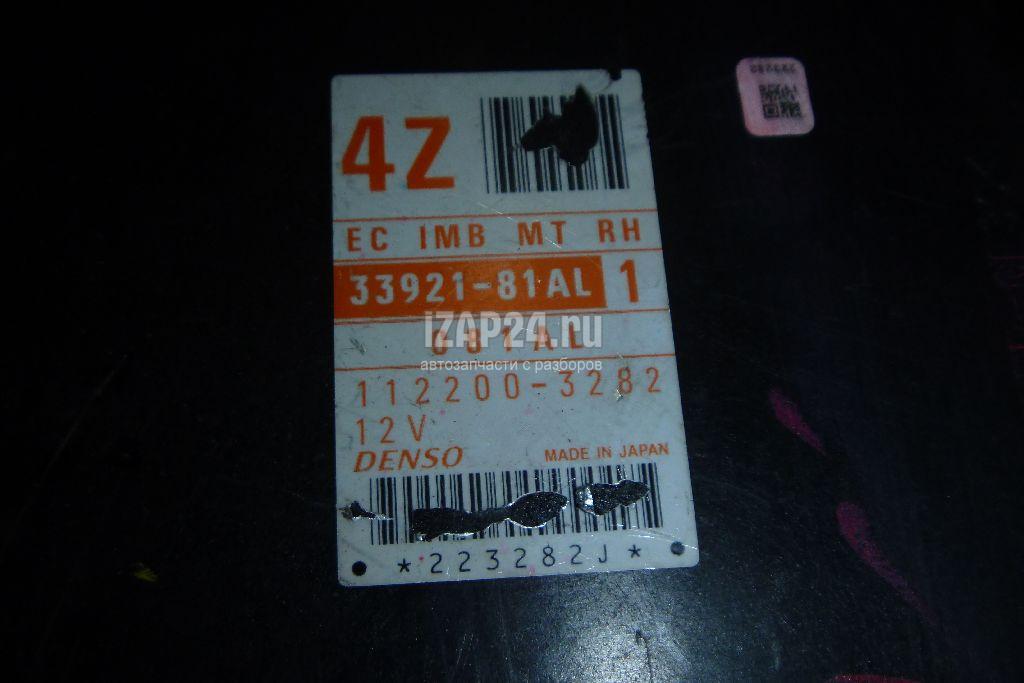 4Z
EC IMB MT RH
33921-81AL 1
iZAP24.ru
автозапчасти с разборов
112200-3282
12V
DENSO MADE IN JAPAN
*223282J*